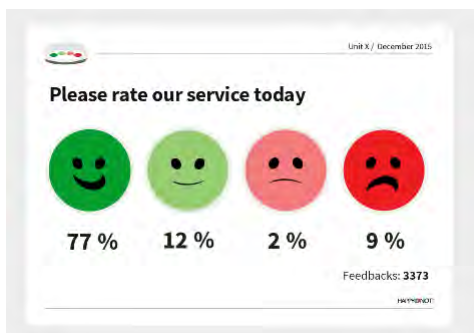 Unit X / December 2015
Please rate our service today
77 %
12 %
2 %
9 %
Feedbacks: 3373
HAPPYORNOT